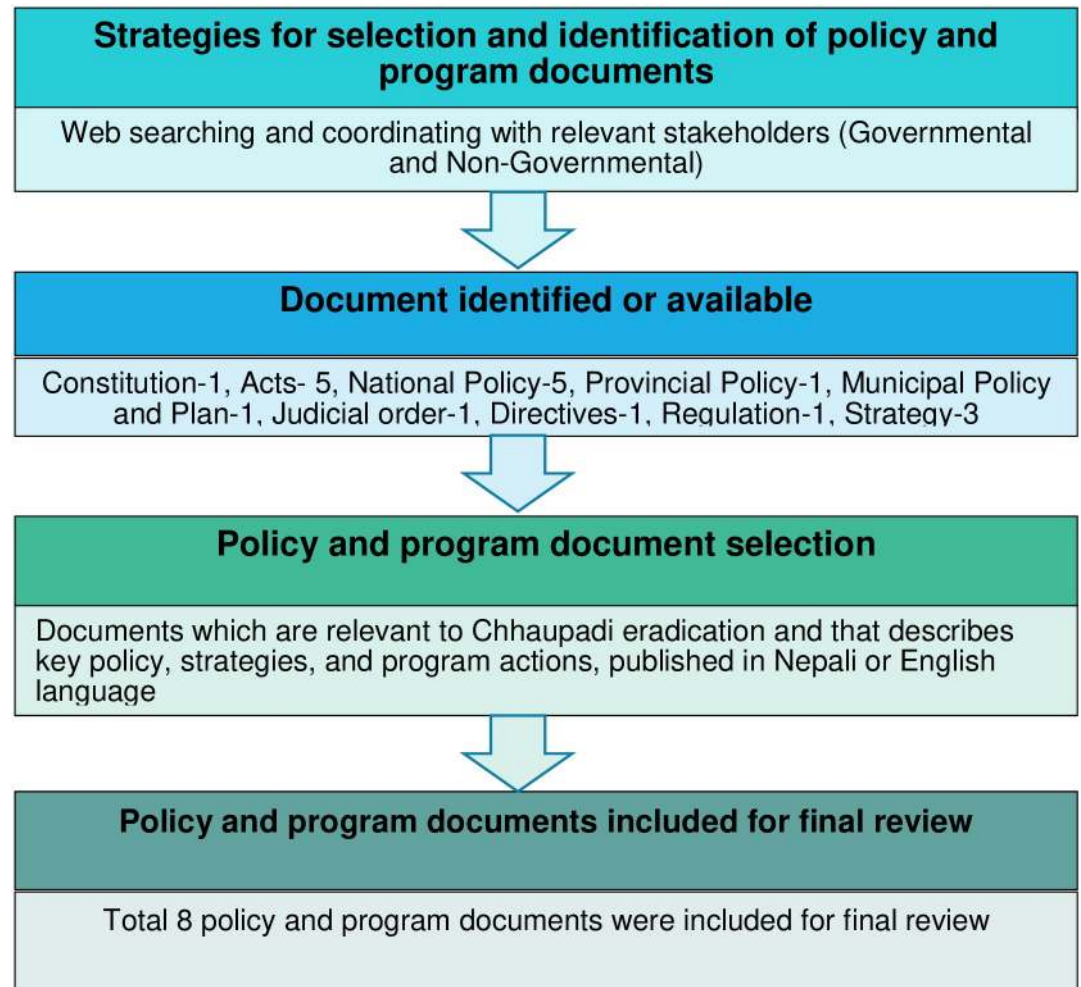 Strategies for selection and identification of policy and
program documents
Web searching and coordinating with relevant stakeholders (Governmental
and Non-Governmental)
Document identified or available
Constitution-1, Acts- 5, National Policy-5, Provincial Policy-1, Municipal Policy
and Plan-1, Judicial order-1, Directives-1, Regulation-1, Strategy-3
Policy and program document selection
Documents which are relevant to Chhaupadi eradication and that describes
key policy, strategies, and program actions, published in Nepali or English
language
Policy and program documents included for final review
Total 8 policy and program documents were included for final review